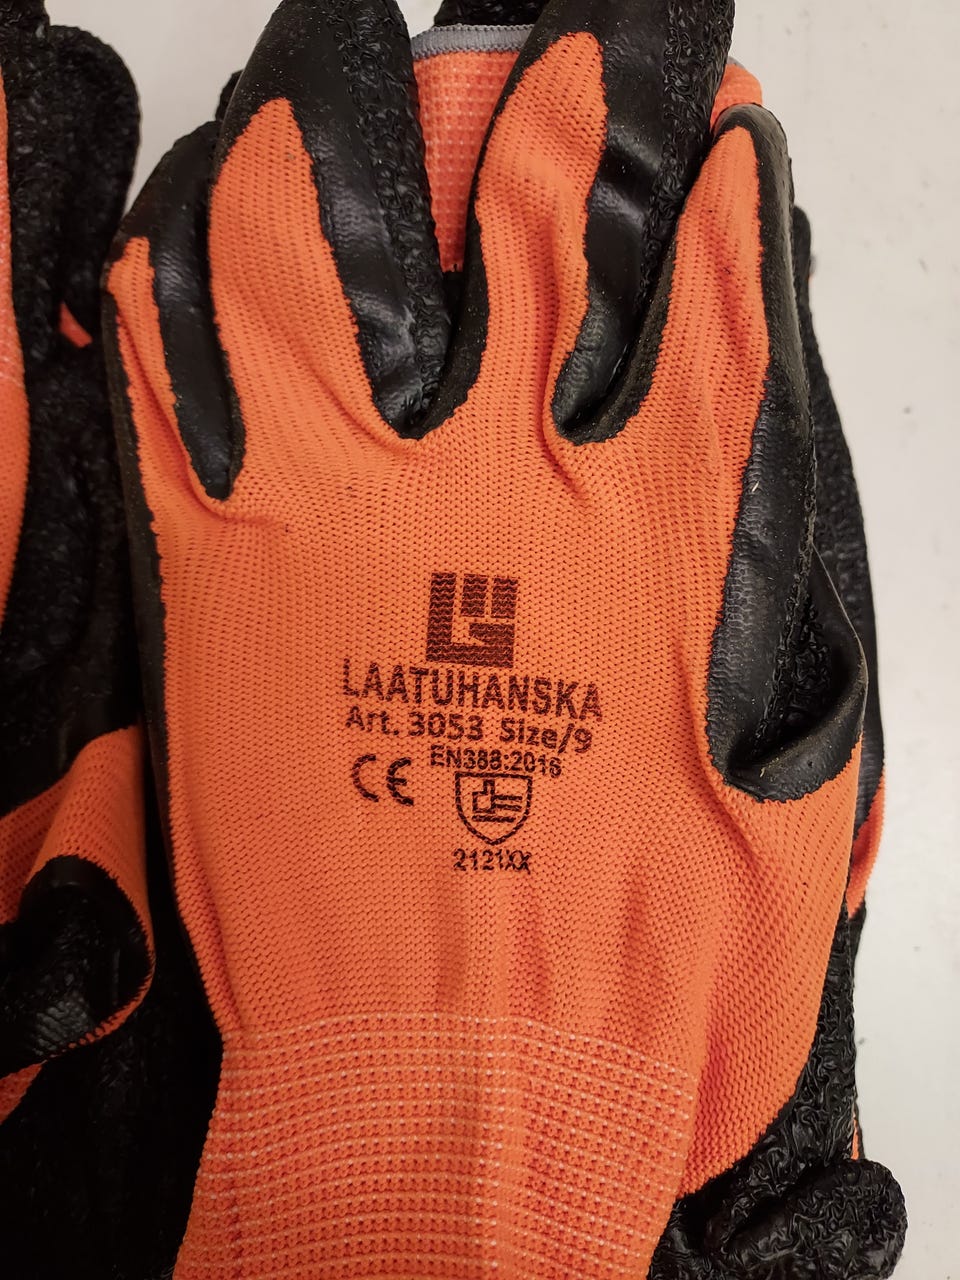 LAATUHANSKA
Art. 3053 Size/9
EN388:2016
CE
2121XX